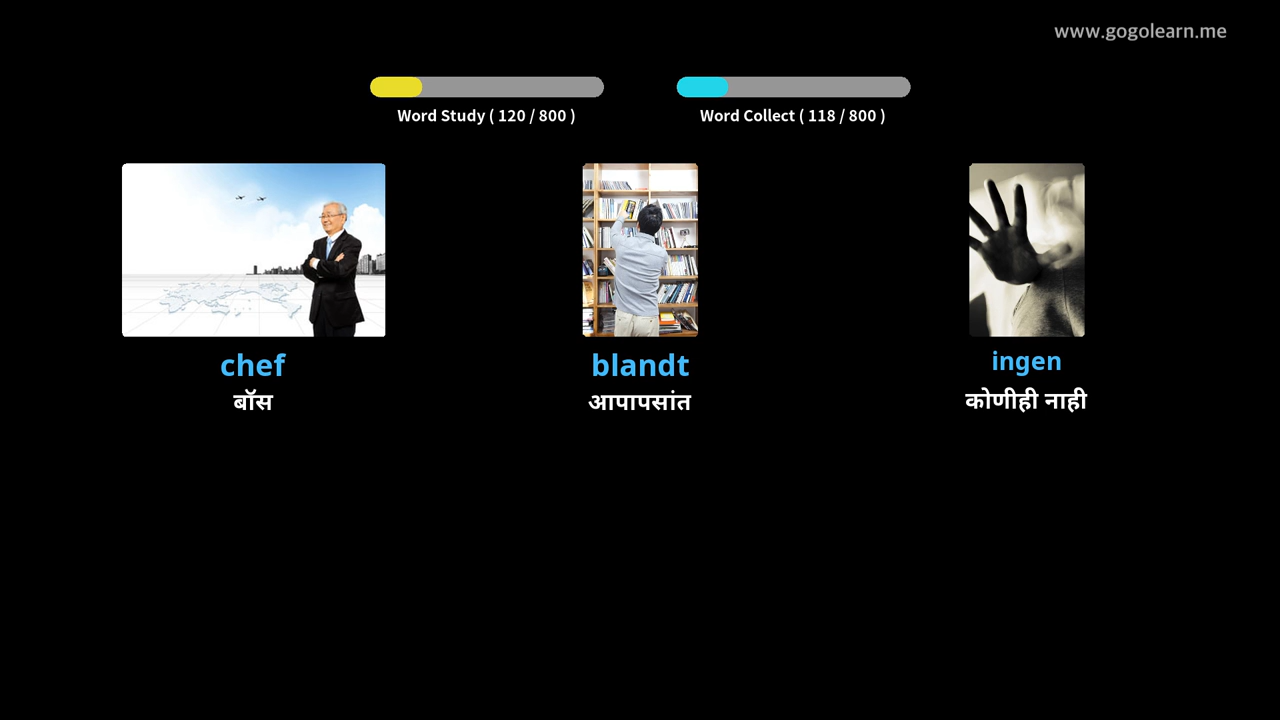 www.gogolearn.me
Word Study ( 120 / 800 )
Word Collect ( 118 / 800 )
chef
बॉस
blandt
आपापसांत
ingen
कोणीही नाही